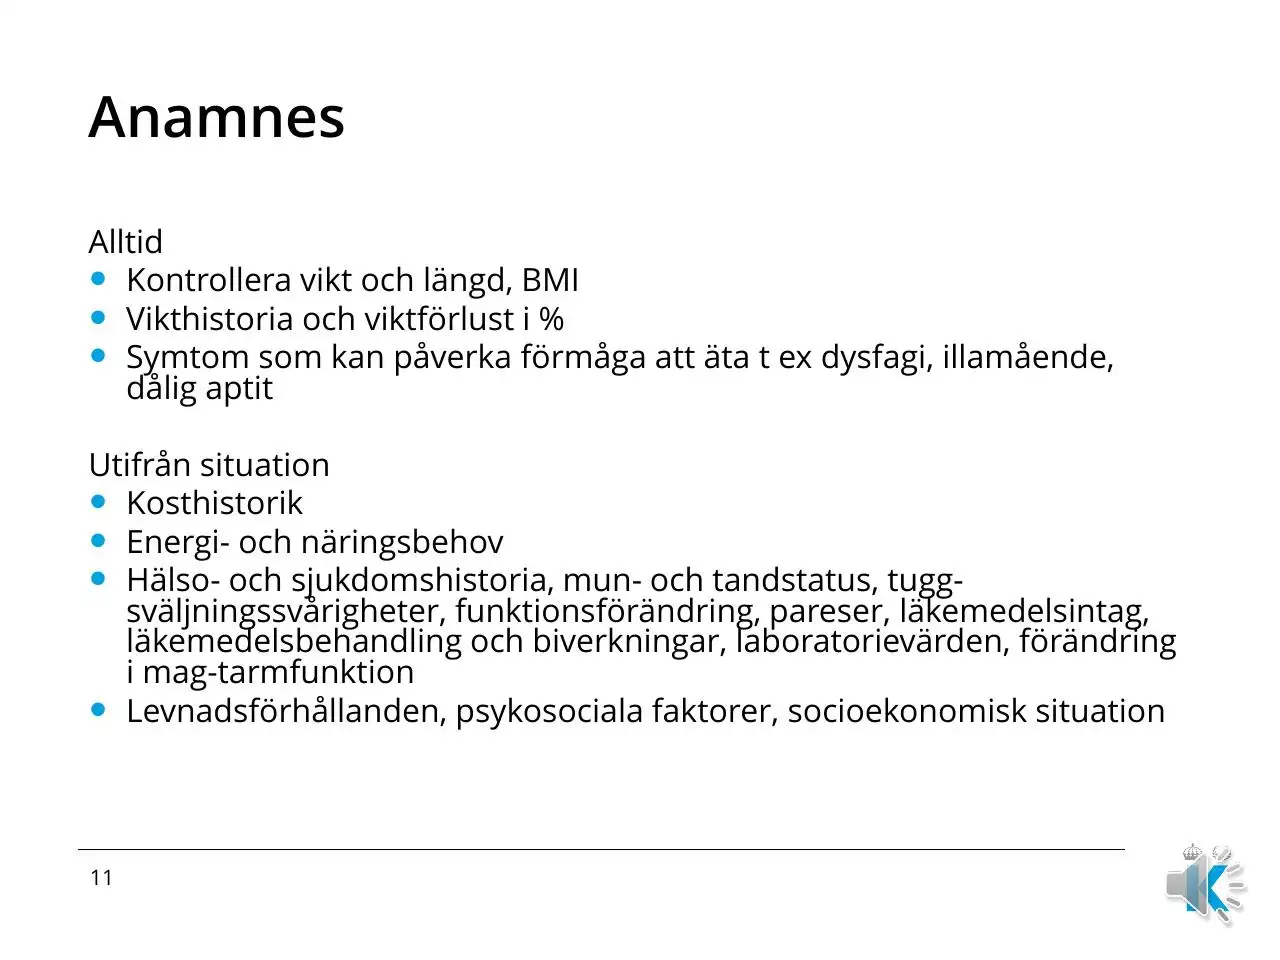 Anamnes
Alltid
• Kontrollera vikt och längd, BMI
• Vikthistoria och viktförlust i %
• Symtom som kan påverka förmåga att äta t ex dysfagi, illamående,
dålig aptit
Utifrån situation
• Kosthistorik
• Energi- och näringsbehov
• Hälso- och sjukdomshistoria, mun- och tandstatus, tugg-
sväljningssvårigheter, funktionsförändring, pareser, läkemedelsintag,
läkemedelsbehandling och biverkningar, laboratorievärden, förändring
i mag-tarmfunktion
• Levnadsförhållanden, psykosociala faktorer, socioekonomisk situation
11